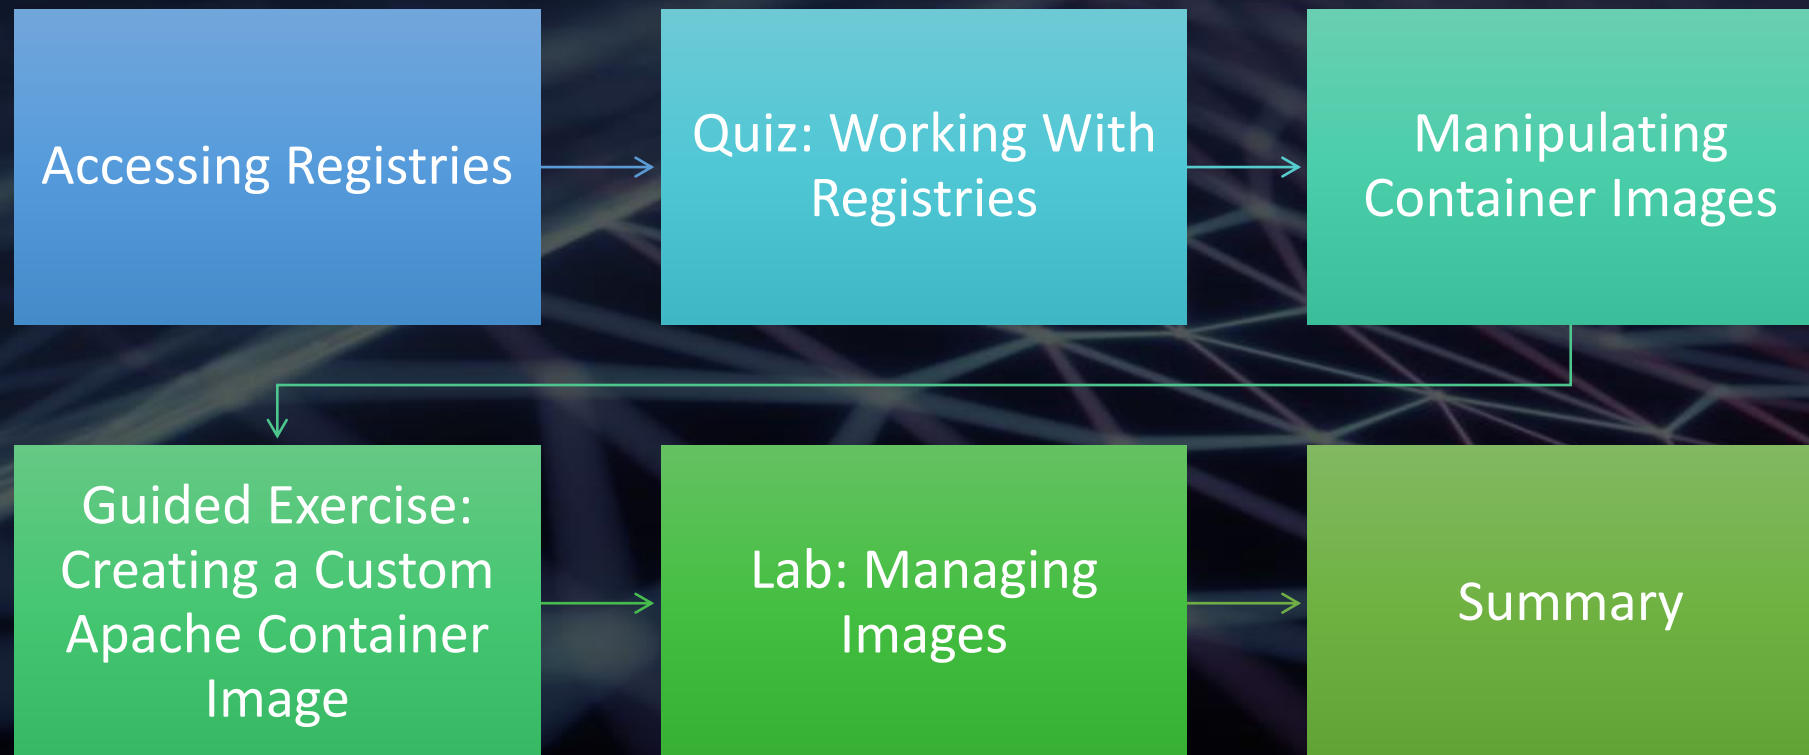 Accessing Registries
Quiz: Working With
Registries
Manipulating
Container Images
Guided Exercise:
Creating a Custom
Apache Container
Image
Lab: Managing
Images
Summary